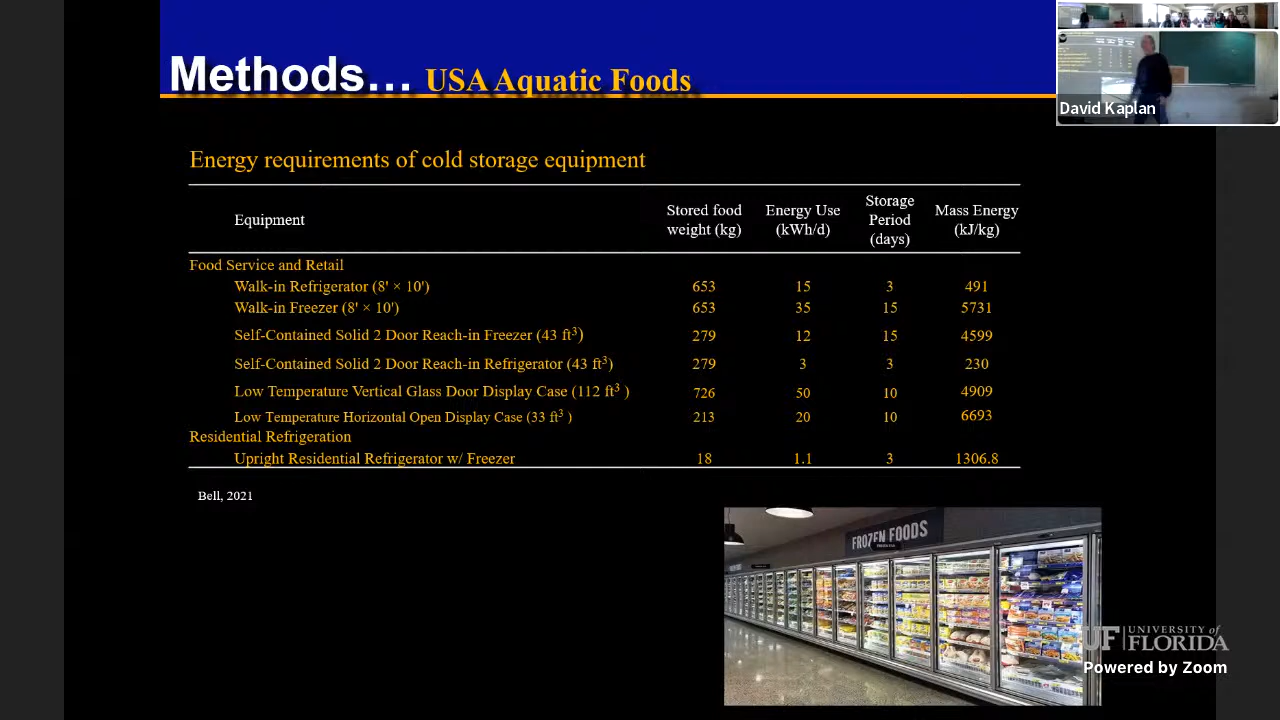 Methods... USA Aquatic Foods
David Kaplan
Energy requirements of cold storage equipment
Equipment Stored food weight (kg) Energy Use (kWh/d) Storage Period (days) Mass Energy (kJ/kg)
Food Service and Retail
Walk-in Refrigerator (8' × 10') 653 15 3 491
Walk-in Freezer (8' × 10') 653 35 15 5731
Self-Contained Solid 2 Door Reach-in Freezer (43 ft³) 279 12 15 4599
Self-Contained Solid 2 Door Reach-in Refrigerator (43 ft³) 279 3 3 230
Low Temperature Vertical Glass Door Display Case (112 ft³ ) 726 50 10 4909
Low Temperature Horizontal Open Display Case (33 ft³ ) 213 20 10 6693
Residential Refrigeration
Upright Residential Refrigerator w/ Freezer 18 1.1 3 1306.8
Bell, 2021
FROZEN FOODS
UF UNIVERSITY of FLORIDA
Powered by Zoom